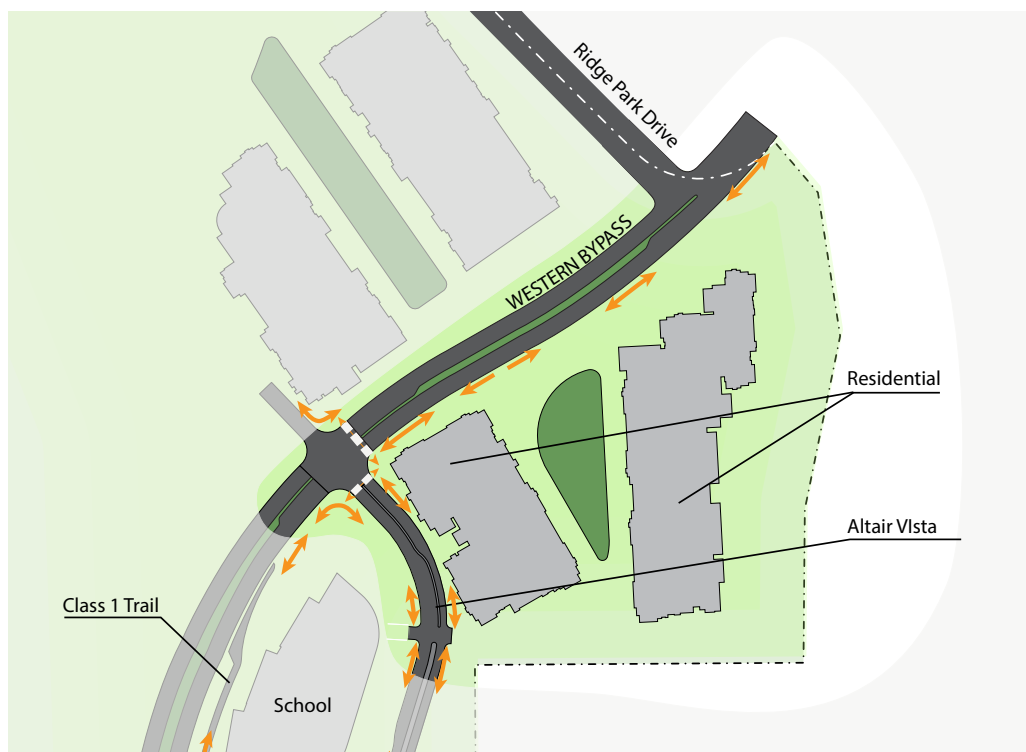 Ridge Park Drive
WESTERN BYPASS
Residential
Altair VIsta
Class 1 Trail
School